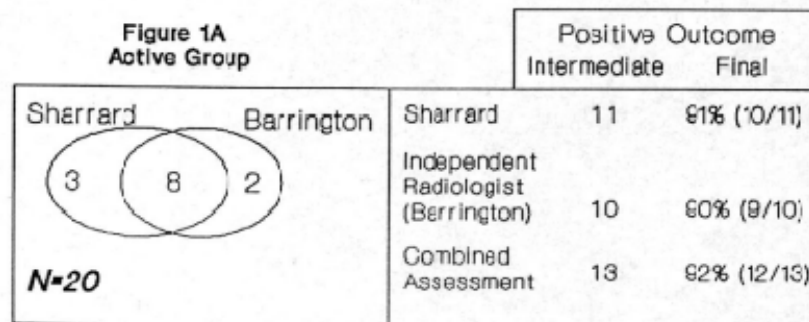 Figure 1A
Active Group
Positive Outcome
Intermediate Final
Sharrard Barrington
3 8 2
N=20
Sharrard 11 91% (10/11)
Independent
Radiologist
(Barrington) 10 90% (9/10)
Combined
Assessment 13 92% (12/13)